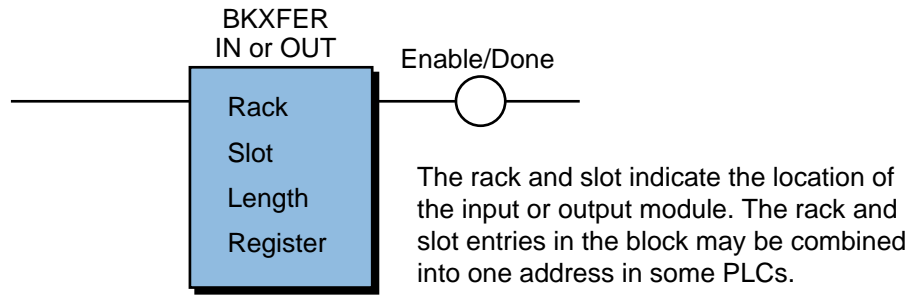 BKXFER
IN or OUT
Enable/Done
Rack
Slot
Length
Register
The rack and slot indicate the location of
the input or output module. The rack and
slot entries in the block may be combined
into one address in some PLCs.